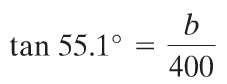 tan 55.1° = b/400